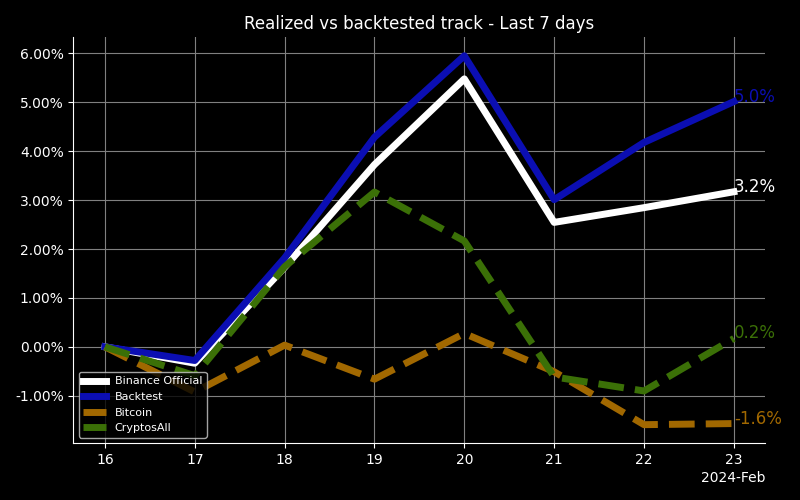 Realized vs backtested track - Last 7 days
6.00%
5.00%
4.00%
3.00%
2.00%
1.00%
0.00%
-1.00%
5.0%
3.2%
0.2%
-1.6%
Binance Official
Backtest
Bitcoin
CryptosAll
16 17 18 19 20 21 22 23
2024-Feb